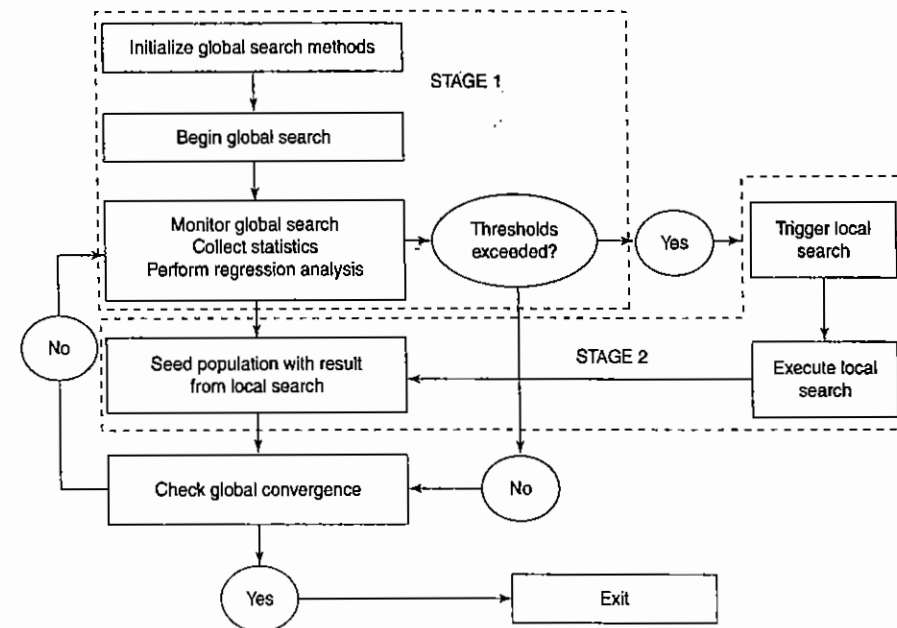 Initialize global search methods
STAGE 1
Begin global search
Monitor global search
Collect statistics
Perform regression analysis
Thresholds
exceeded?
Yes
Trigger local
search
No
Seed population with result
from local search
STAGE 2
Execute local
search
Check global convergence
No
Yes
Exit